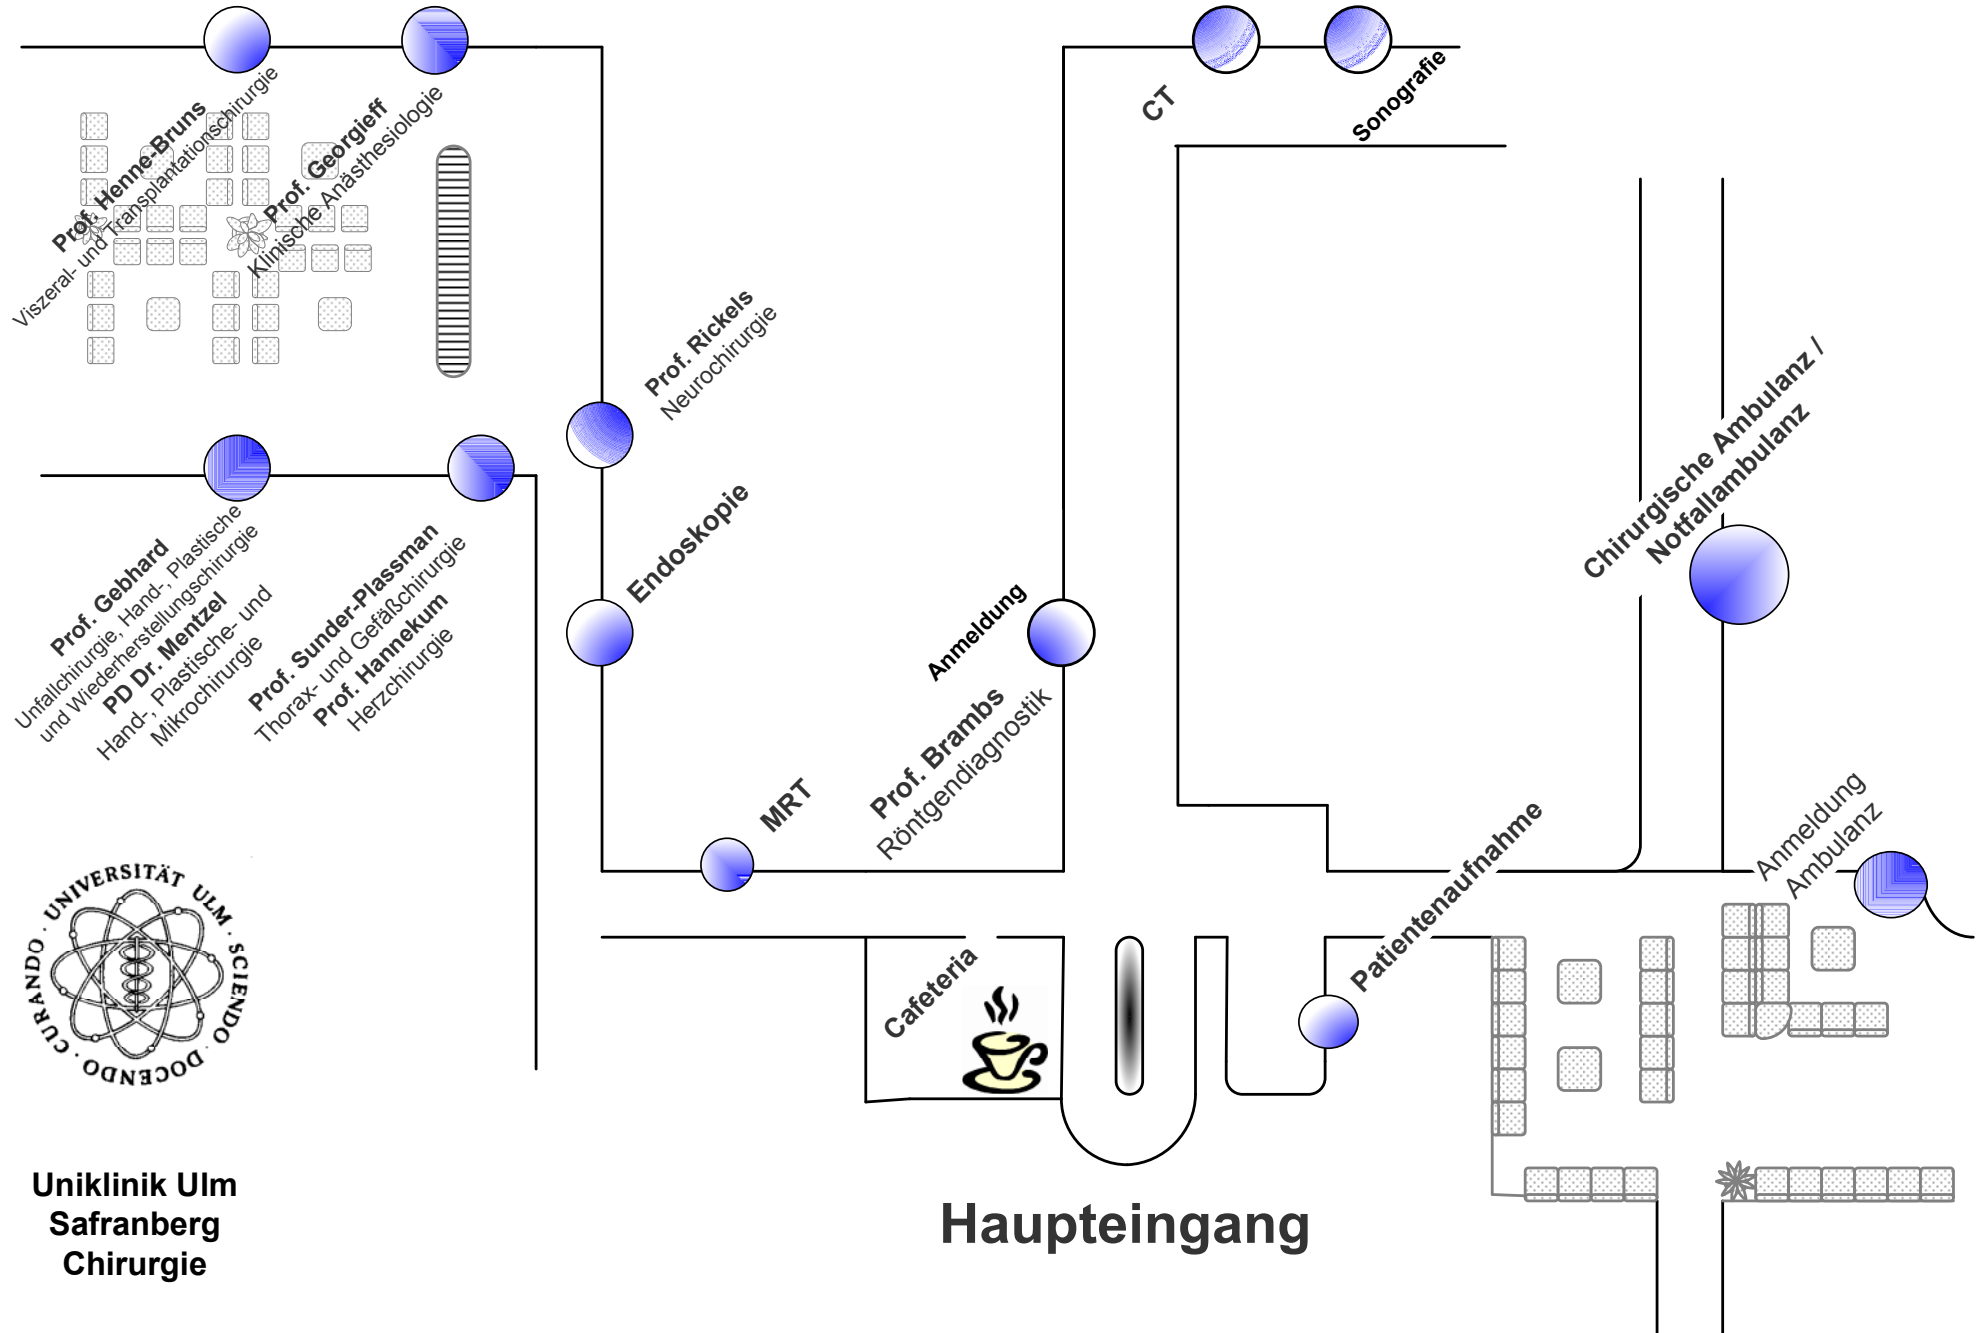 Prof. Henne-Bruns
Viszeral- und Transplantationschirurgie
Prof. Georgieff
Klinische Anästhesiologie
CT
Sonografie
Prof. Rickels
Neurochirurgie
Chirurgische Ambulanz /
Notfallambulanz
Prof. Gebhard
Unfallchirurgie, Hand-, Plastische
und Wiederherstellungschirurgie
PD Dr. Mentzel
Hand-, Plastische- und
Mikrochirurgie
Prof. Sunder-Plassman
Thorax- und Gefäßchirurgie
Prof. Hannekum
Herzchirurgie
Endoskopie
Anmeldung
Prof. Brambs
Röntgendiagnostik
MRT
Patientenaufnahme
Anmeldung
Ambulanz
Cafeteria
· UNIVERSITÄT ULM · SCIENDO · DOCENDO · CURANDO
Uniklinik Ulm
Safranberg
Chirurgie
Haupteingang